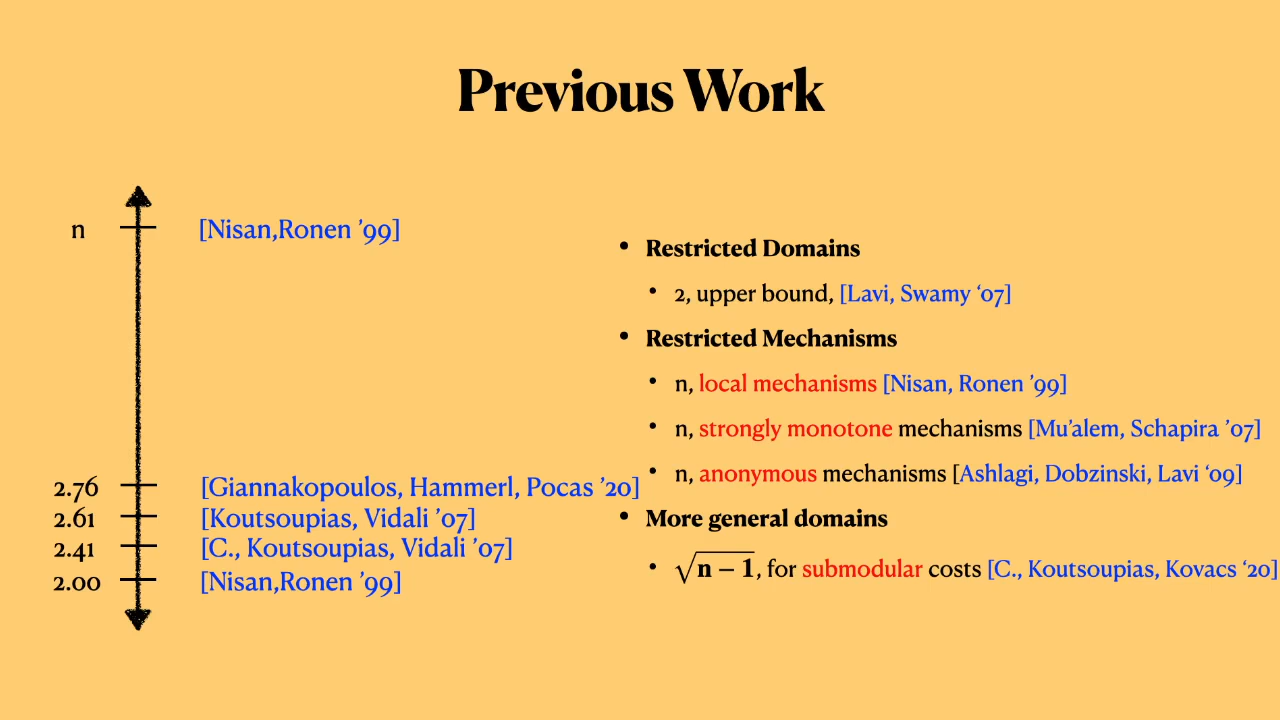 Previous Work
n [Nisan,Ronen ’99]
2.76 [Giannakopoulos, Hammerl, Pocas ’20]
2.61 [Koutsoupias, Vidali ’07]
2.41 [C., Koutsoupias, Vidali ’07]
2.00 [Nisan,Ronen ’99]
• Restricted Domains
• 2, upper bound, [Lavi, Swamy ‘07]
• Restricted Mechanisms
• n, local mechanisms [Nisan, Ronen ’99]
• n, strongly monotone mechanisms [Mu’alem, Schapira ’07]
• n, anonymous mechanisms [Ashlagi, Dobzinski, Lavi ‘09]
• More general domains
• √n − 1, for submodular costs [C., Koutsoupias, Kovacs ‘20]